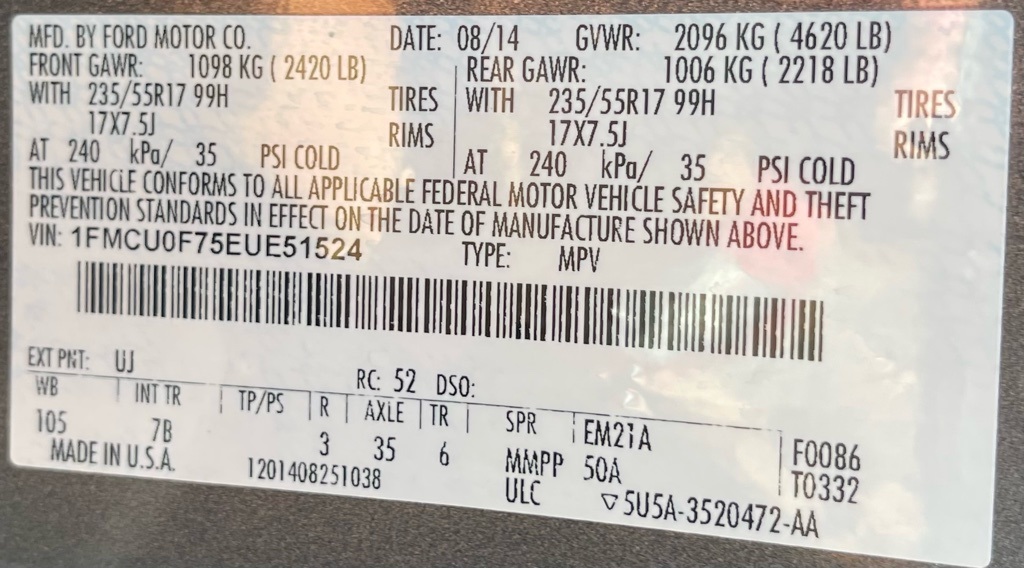 MFD. BY FORD MOTOR CO. DATE: 08/14 GVWR: 2096 KG ( 4620 LB)
FRONT GAWR: 1098 KG ( 2420 LB) REAR GAWR: 1006 KG ( 2218 LB)
WITH 235/55R17 99H TIRES WITH 235/55R17 99H TIRES
17X7.5J RIMS 17X7.5J RIMS
AT 240 kPa/ 35 PSI COLD AT 240 kPa/ 35 PSI COLD
THIS VEHICLE CONFORMS TO ALL APPLICABLE FEDERAL MOTOR VEHICLE SAFETY AND THEFT
PREVENTION STANDARDS IN EFFECT ON THE DATE OF MANUFACTURE SHOWN ABOVE.
VIN: 1FMCU0F75EUE51524 TYPE: MPV
EXT PNT: UJ RC: 52 DSO:
WB INT TR TP/PS R AXLE TR SPR EM21A F0086
105 7B 3 35 6 MMPP 50A T0332
MADE IN U.S.A. 1201408251038 ULC ▽5U5A-3520472-AA